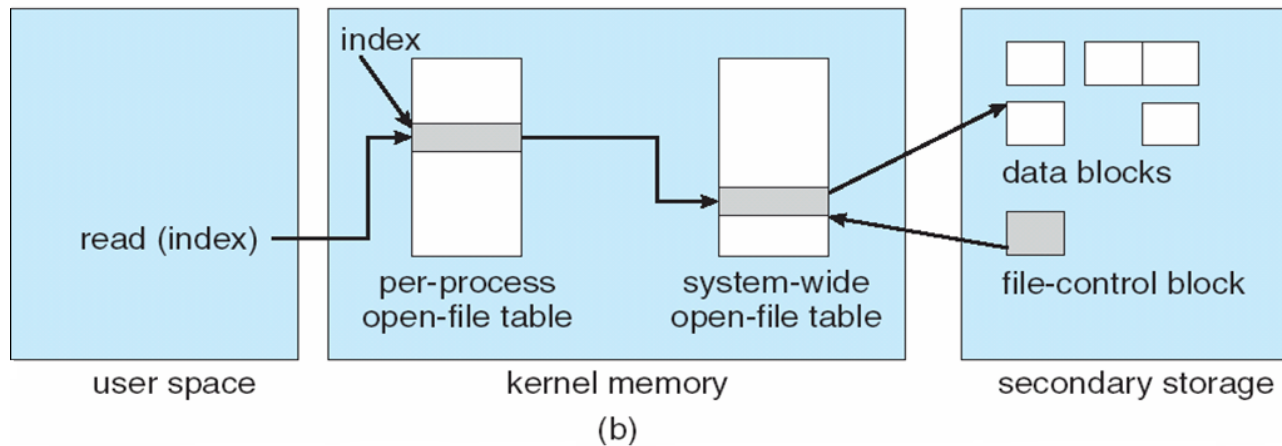 index
read (index)
per-process
open-file table
system-wide
open-file table
data blocks
file-control block
user space
kernel memory
secondary storage
(b)